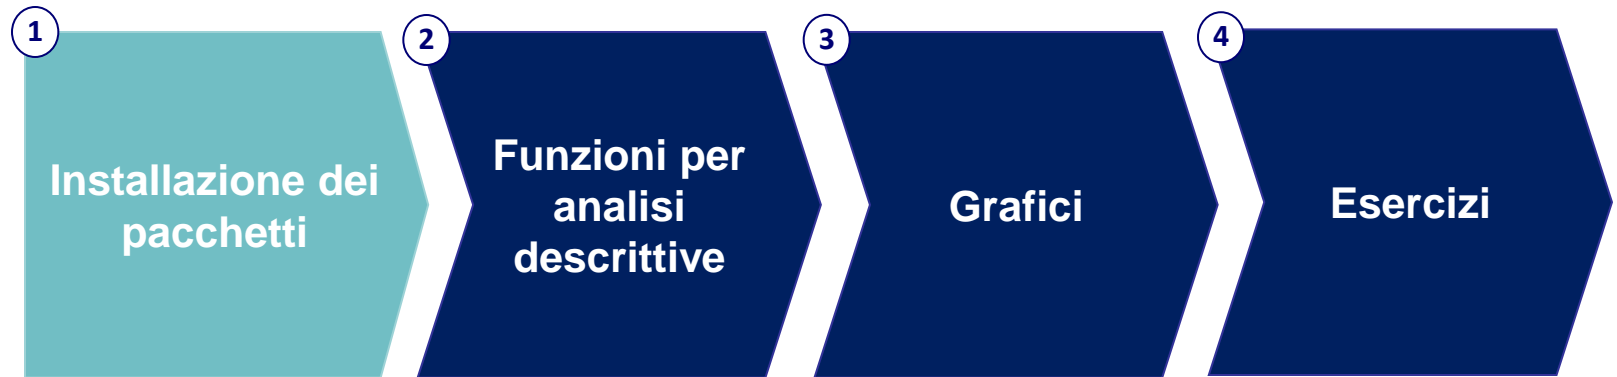 1
Installazione dei
pacchetti
2
Funzioni per
analisi
descrittive
3
Grafici
4
Esercizi